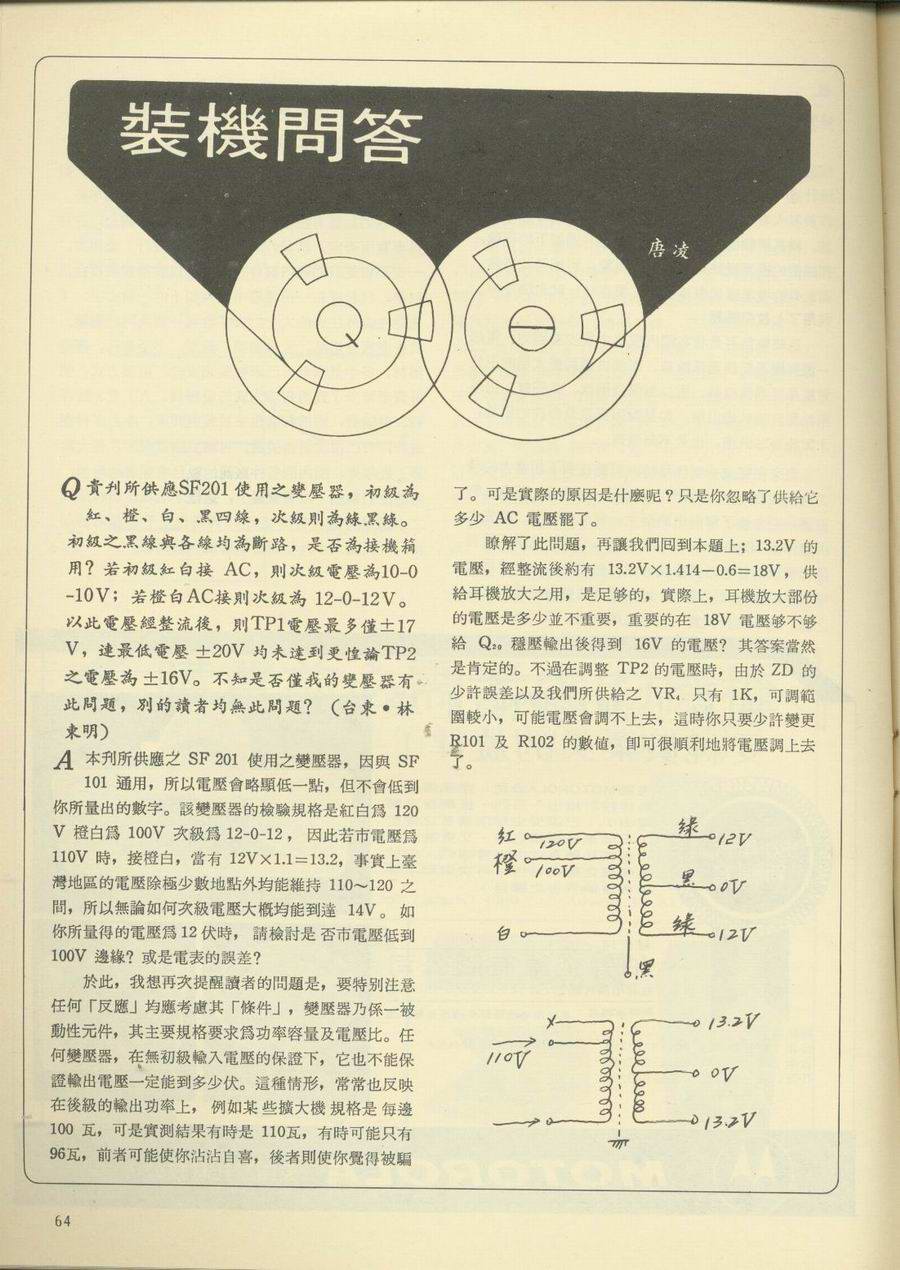 裝機問答
唐凌
Q 貴刋所供應SF201使用之變壓器，初級為
紅、橙、白、黑四線，次級則為綠黑綠。
初級之黑線與各線均為斷路，是否為接機箱
用？若初級紅白接 AC，則次級電壓為10-0
-10V；若橙白AC接則次級為 12-0-12V。
以此電壓經整流後，則TP1電壓最多僅±17
V，連最低電壓 ±20V 均未達到更惶論TP2
之電壓為 ±16V。不知是否僅我的變壓器有
此問題，別的讀者均無此問題？（台東•林
東明）
A 本刋所供應之 SF 201 使用之變壓器，因與 SF
101 通用，所以電壓會略顯低一點，但不會低到
你所量出的數字。該變壓器的檢驗規格是紅白爲 120
V 橙白爲 100V 次級爲 12-0-12，因此若市電壓爲
110V 時，接橙白，當有 12V×1.1=13.2，事實上臺
灣地區的電壓除極少數地點外均能維持 110～120 之
間，所以無論如何次級電壓大槪均能到達 14V。如
你所量得的電壓爲12伏時，請檢討是否市電壓低到
100V 邊緣？或是電表的誤差？
於此，我想再次提醒讀者的問題是，要特別注意
任何「反應」均應考慮其「條件」，變壓器乃係一被
動性元件，其主要規格要求爲功率容量及電壓比。任
何變壓器，在無初級輸入電壓的保證下，它也不能保
證輸出電壓一定能到多少伏。這種情形，常常也反映
在後級的輸出功率上，例如某些擴大機規格是每邊
100 瓦，可是實測結果有時是 110瓦，有時可能只有
96瓦，前者可能使你沾沾自喜，後者則使你覺得被騙
了。可是實際的原因是什麽呢？只是你忽略了供給它
多少 AC 電壓罷了。
瞭解了此問題，再讓我們囘到本題上；13.2V 的
電壓，經整流後約有 13.2V×1.414－0.6=18V，供
給耳機放大之用，是足够的，實際上，耳機放大部份
的電壓是多少並不重要，重要的在 18V 電壓够不够
給 Q₂₀ 穩壓輸出後得到 16V 的電壓？其答案當然
是肯定的。不過在調整 TP2 的電壓時，由於 ZD 的
少許誤差以及我們所供給之 VR₄ 只有 1K，可調範
圍較小，可能電壓會調不上去，這時你只要少許變更
R101 及 R102 的數値，卽可很順利地將電壓調上去
了。
紅 120V 綠 12V
橙 100V 黑 0V
白 綠 12V
黑
X 13.2V
110V 0V
13.2V
64